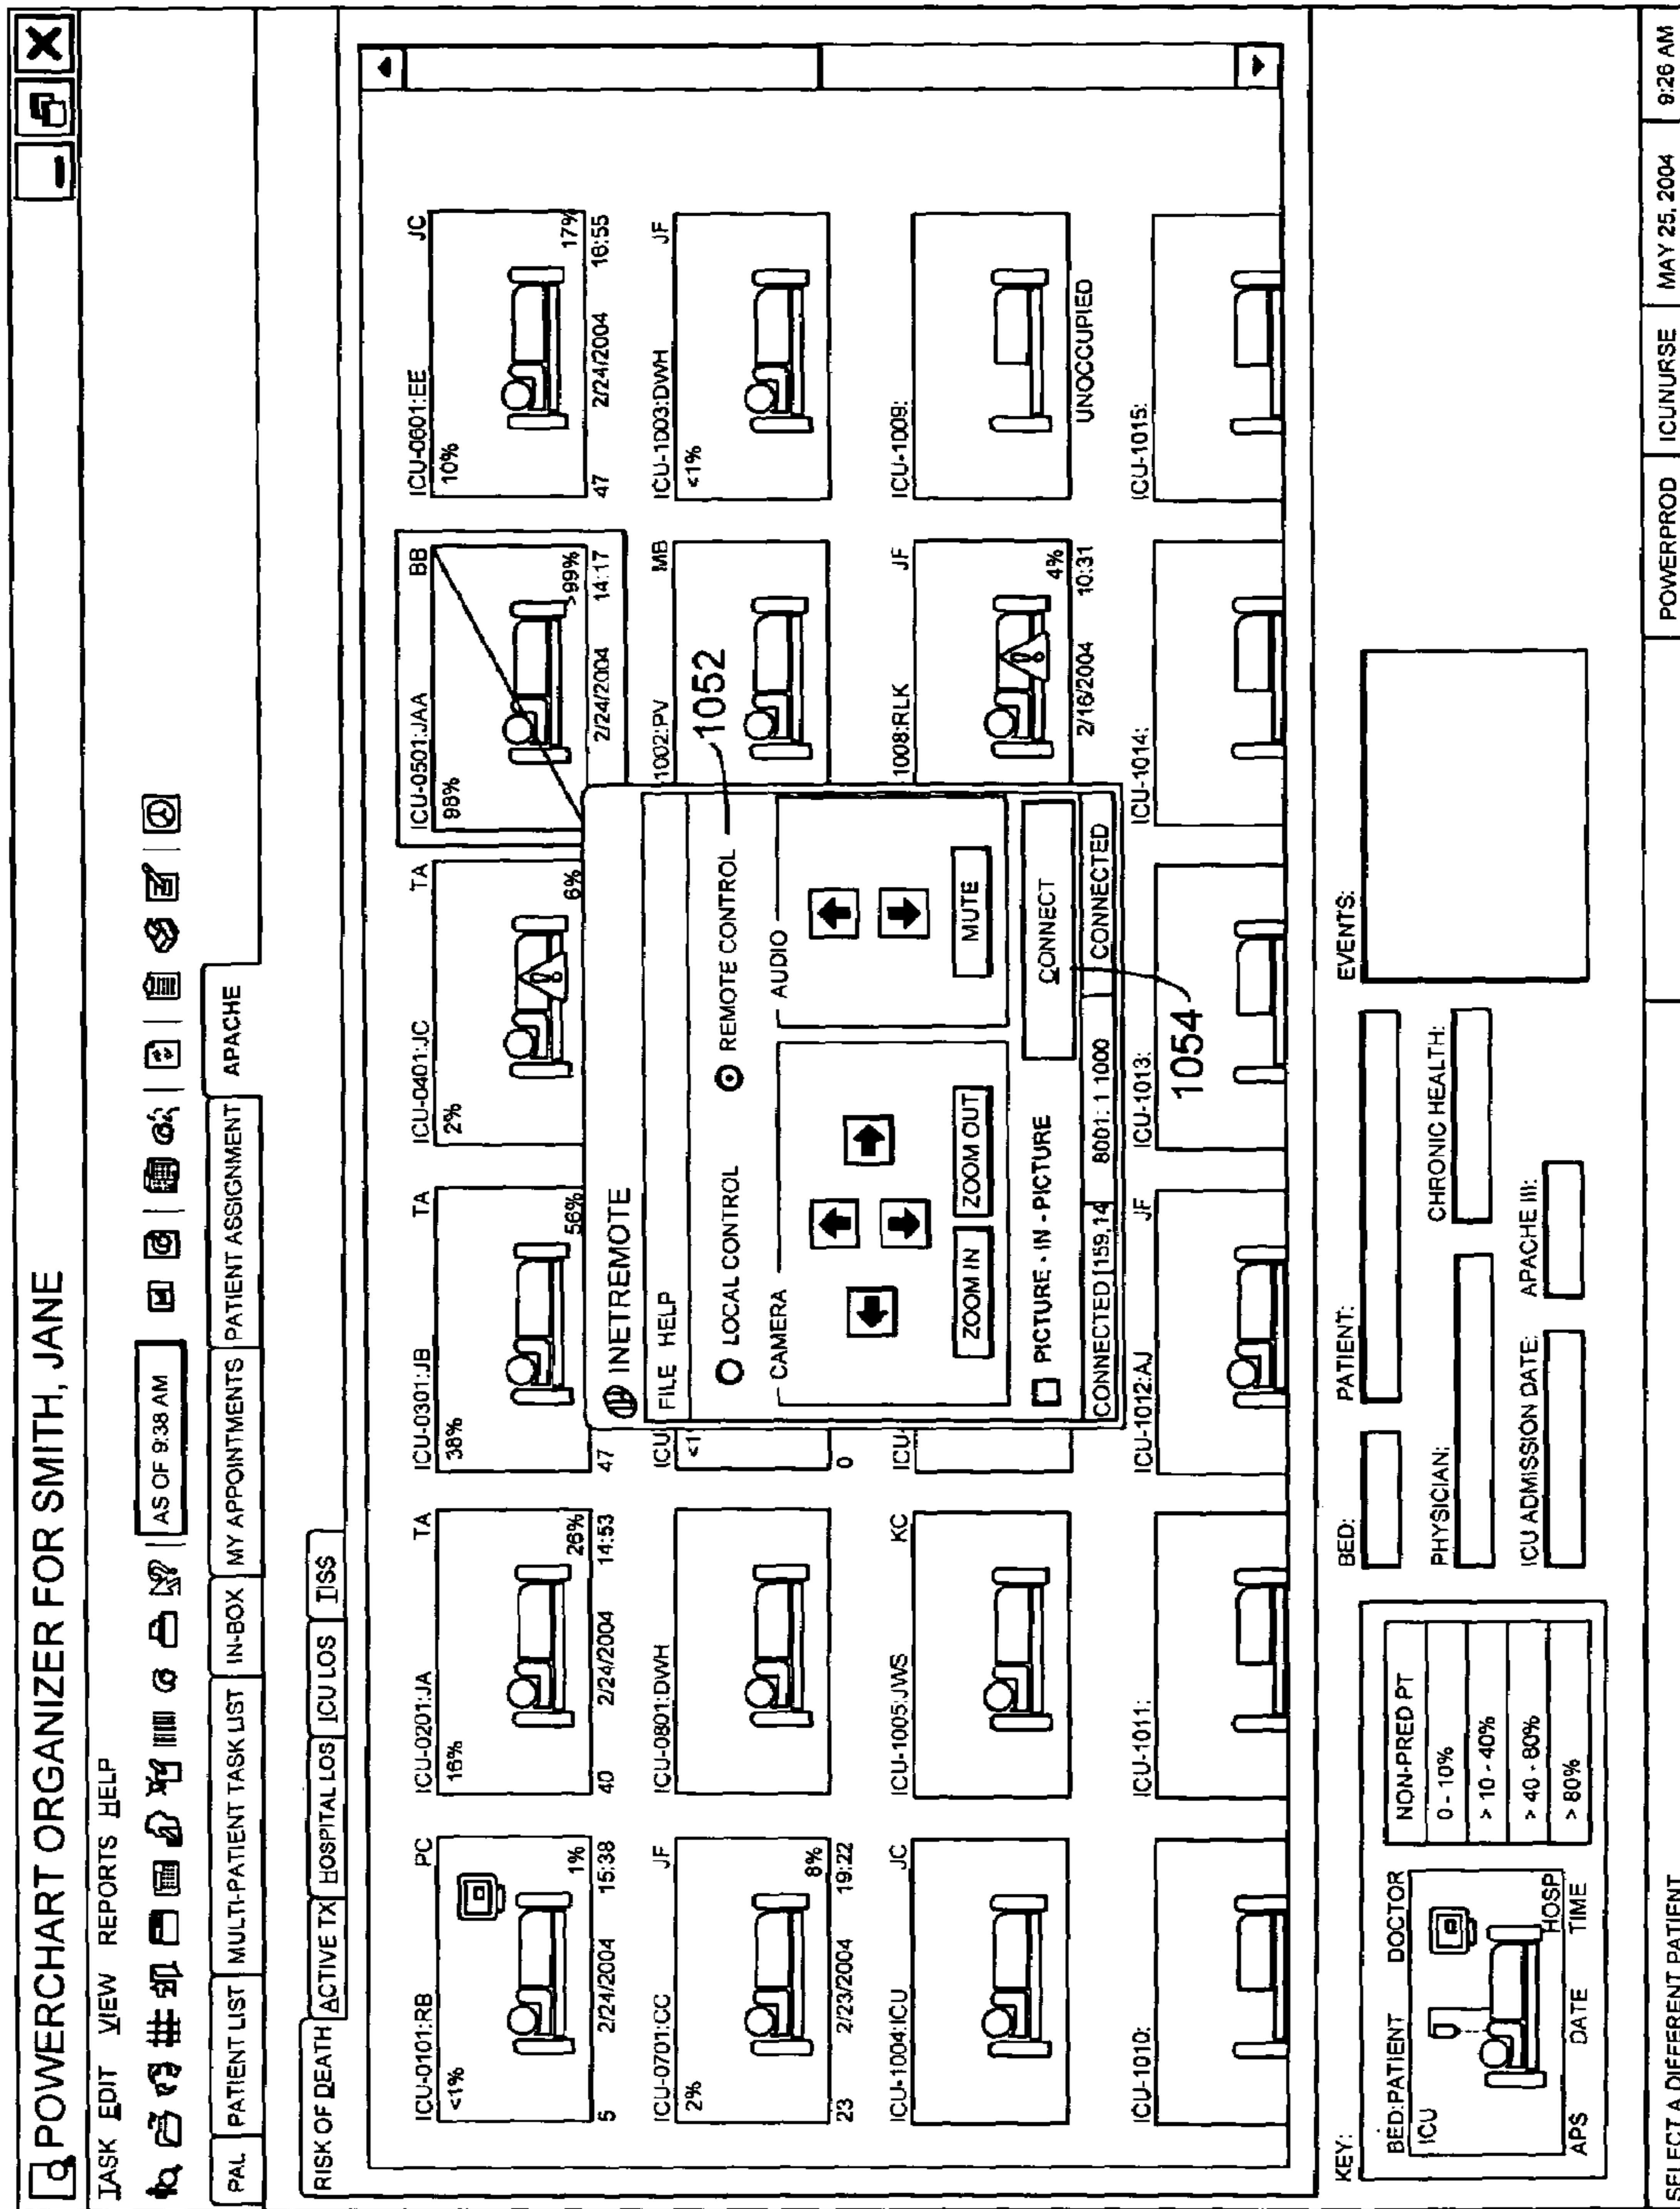 POWERCHART ORGANIZER FOR SMITH, JANE
TASK EDIT VIEW REPORTS HELP
AS OF 9:38 AM
PAL PATIENT LIST MULTI-PATIENT TASK LIST IN-BOX MY APPOINTMENTS PATIENT ASSIGNMENT APACHE
RISK OF DEATH ACTIVE TX HOSPITAL LOS ICU LOS TISS
ICU-0101:RB PC
<1%
1%
5 2/24/2004 15:38
ICU-0201:JA TA
16%
26%
40 2/24/2004 14:53
ICU-0301:JB TA
38%
56%
47
ICU-0401:JC TA
2%
6%
ICU-0501:JAA BB
98%
>99%
2/24/2004 14:17
ICU-0601:EE JC
10%
17%
47 2/24/2004 16:55
ICU-0701:CC JF
2%
8%
23 2/23/2004 19:22
ICU-0801:DWH
ICU
<1
0
1002:PV MB
ICU-1003:DWH JF
<1%
ICU-1004:ICU JC
ICU-1005:JWS KC
ICU-
1008:RLK JF
4%
2/16/2004 10:31
ICU-1009:
UNOCCUPIED
ICU-1010:
ICU-1011:
ICU-1012:AJ JF
ICU-1013:
ICU-1014:
ICU-1015:
INETREMOTE
FILE HELP
LOCAL CONTROL REMOTE CONTROL
1052
CAMERA AUDIO
ZOOM IN ZOOM OUT MUTE
PICTURE - IN - PICTURE CONNECT
CONNECTED [159,14 8001: 1 1000 CONNECTED
1054
KEY:
BED:PATIENT DOCTOR
ICU
HOSP
APS DATE TIME
NON-PRED PT
0 - 10%
> 10 - 40%
> 40 - 80%
> 80%
BED: PATIENT: EVENTS:
PHYSICIAN: CHRONIC HEALTH:
ICU ADMISSION DATE: APACHE III:
SELECT A DIFFERENT PATIENT
POWERPROD ICUNURSE MAY 25, 2004 9:26 AM